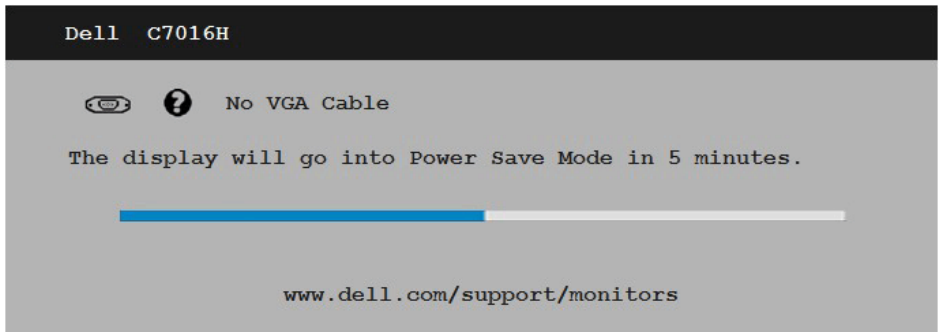 Dell C7016H
? No VGA Cable
The display will go into Power Save Mode in 5 minutes.
www.dell.com/support/monitors